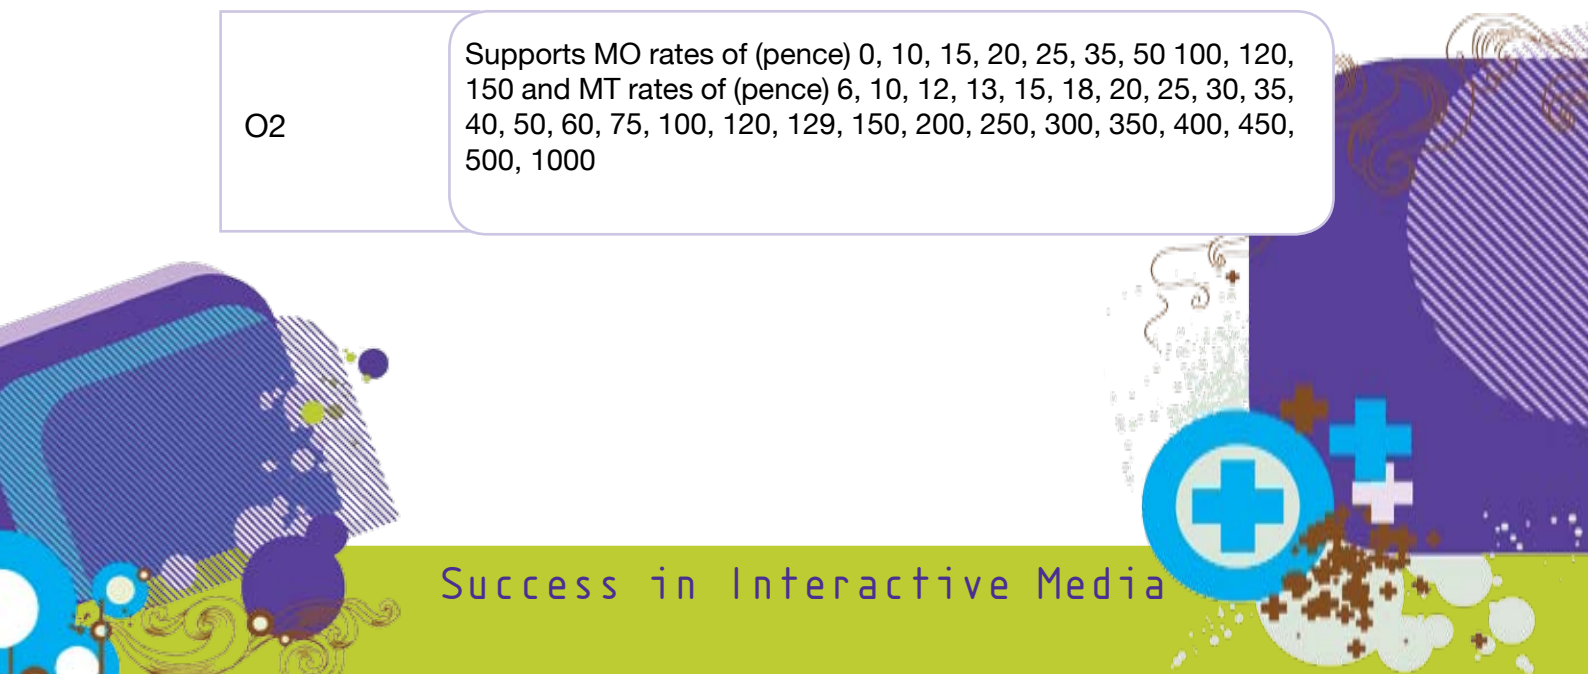 Supports MO rates of (pence) 0, 10, 15, 20, 25, 35, 50 100, 120,
150 and MT rates of (pence) 6, 10, 12, 13, 15, 18, 20, 25, 30, 35,
O2
40, 50, 60, 75, 100, 120, 129, 150, 200, 250, 300, 350, 400, 450,
500, 1000
Success in Interactive Media